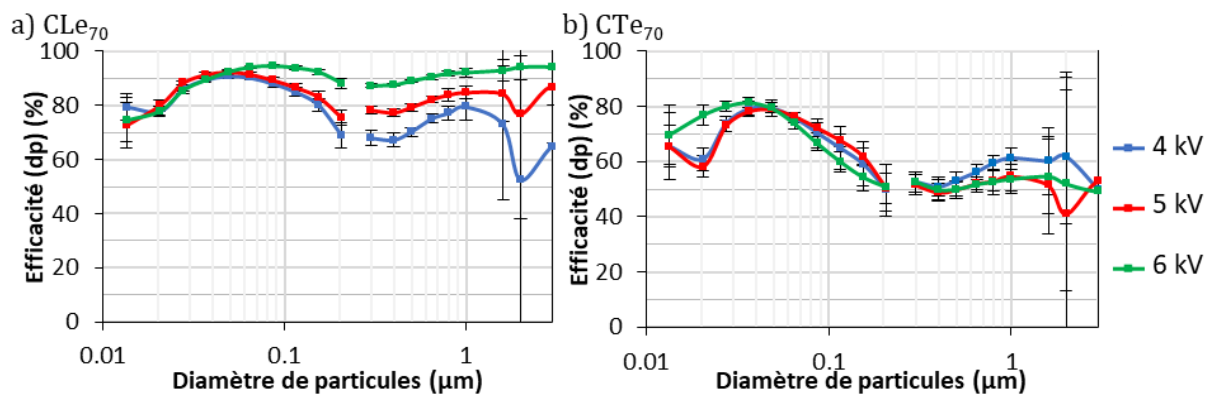 a) CLe70
b) CTe70
Efficacité (dp) (%)
100
80
60
40
20
0
0.01
0.1
1
Diamètre de particules (µm)
Efficacité (dp) (%)
100
80
60
40
20
0
0.01
0.1
1
Diamètre de particules (µm)
4 kV
5 kV
6 kV